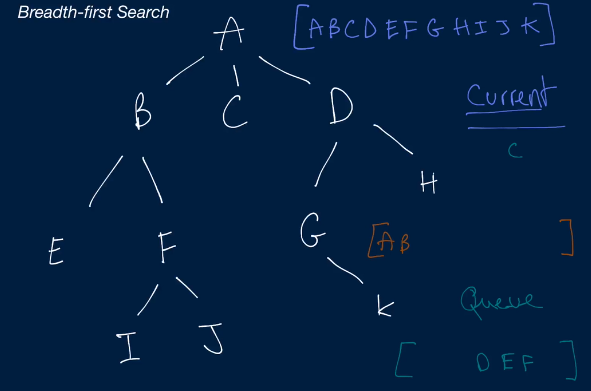 Breadth-first Search
A
[ABCDEFGHIJK]
B
C
D
Current
C
H
E
F
G
[AB ]
K
Queue
I
J
[ DEF ]